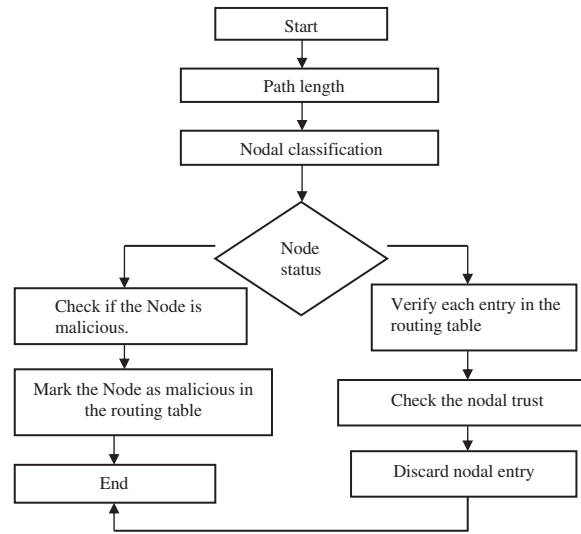 Start
Path length
Nodal classification
Node
status
Check if the Node is
malicious.
Mark the Node as malicious in
the routing table
End
Verify each entry in the
routing table
Check the nodal trust
Discard nodal entry